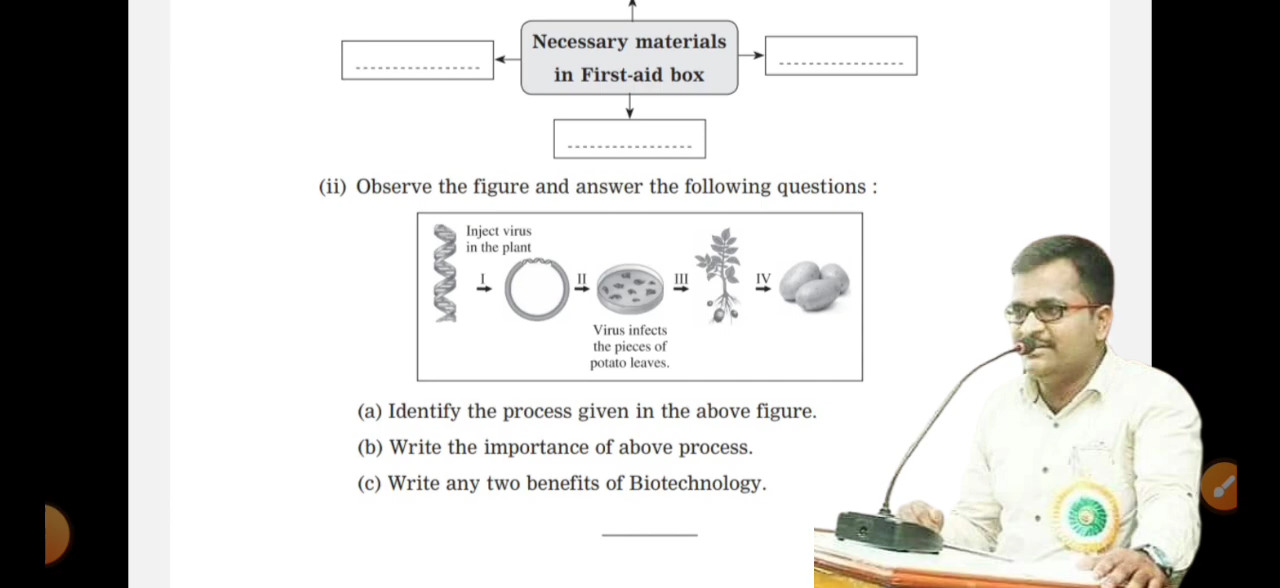 Necessary materials
in First-aid box
(ii) Observe the figure and answer the following questions :
Inject virus
in the plant
I
II
III
IV
Virus infects
the pieces of
potato leaves.
(a) Identify the process given in the above figure.
(b) Write the importance of above process.
(c) Write any two benefits of Biotechnology.